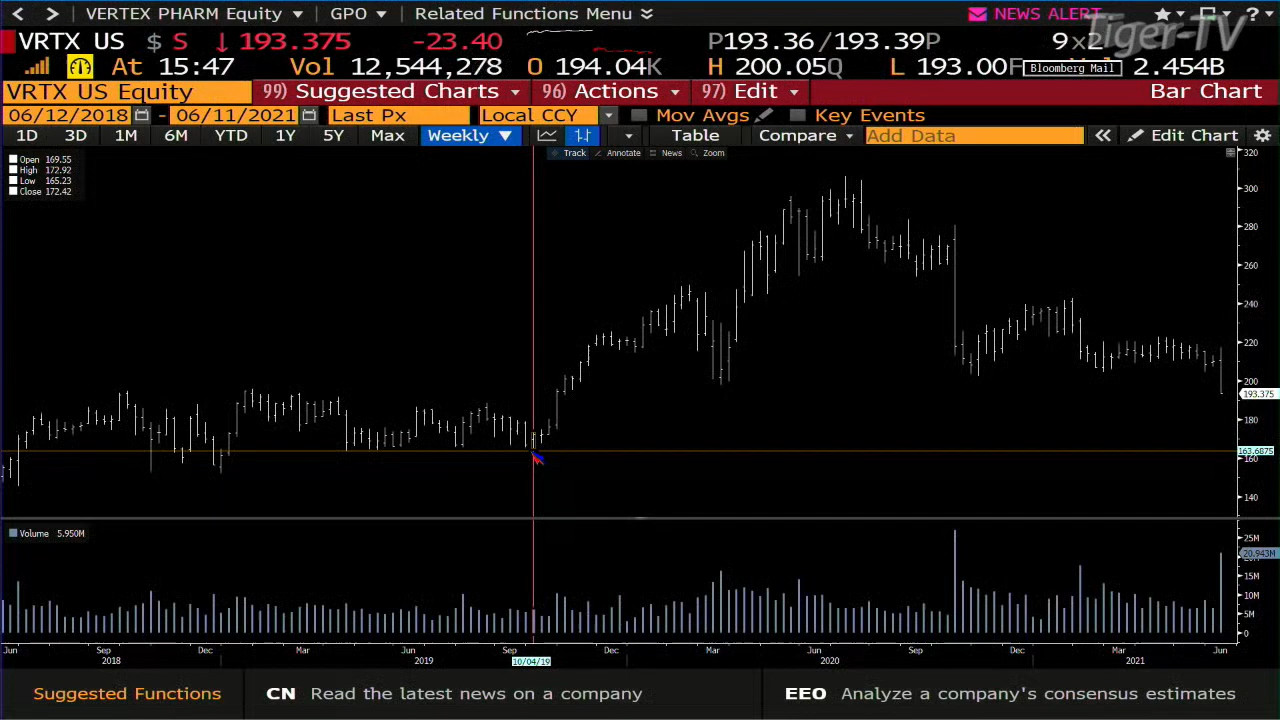 < > VERTEX PHARM Equity GPO Related Functions Menu NEWS ALERT ?
Tiger-TV
VRTX US $ S ↓ 193.375 -23.40 P193.36/193.39P 9x2
At 15:47 Vol 12,544,278 O 194.04K H 200.05Q L 193.00F 2.454B
Bloomberg Mail
VRTX US Equity 99) Suggested Charts 96) Actions 97) Edit Bar Chart
06/12/2018 - 06/11/2021 Last Px Local CCY Mov Avgs Key Events
1D 3D 1M 6M YTD 1Y 5Y Max Weekly ▼ Table Compare Add Data « Edit Chart
Track Annotate News Zoom
Open 169.55
High 172.92
Low 165.23
Close 172.42
320
300
280
260
240
220
200
193.375
180
163.6875
160
140
Volume 5.950M
25M
20.943M
15M
10M
5M
0
Jun Sep Dec Mar Jun Sep Dec Mar Jun Sep Dec Mar Jun
2018 2019 10/04/19 2020 2021
Suggested Functions CN Read the latest news on a company EEO Analyze a company's consensus estimates